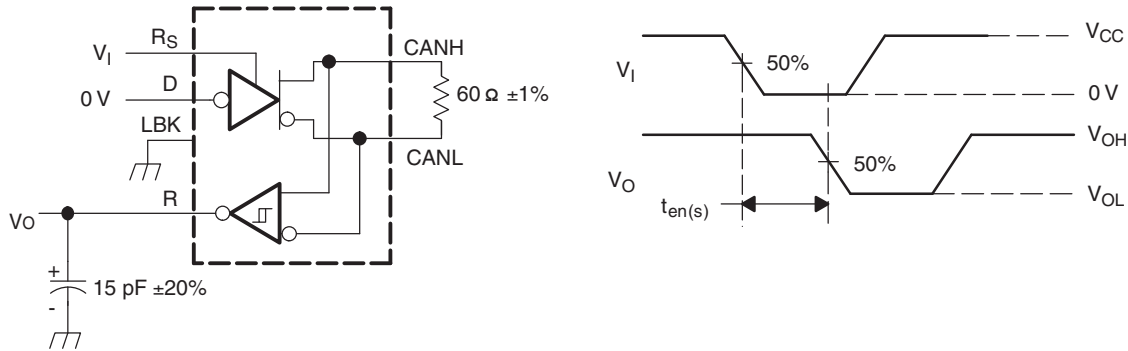 R_S
V_I
CANH
D
0 V
60 Ω ±1%
LBK
CANL
R
V_O
+
15 pF ±20%
-
V_CC
V_I
50%
0 V
V_OH
V_O
50%
V_OL
t_en(s)